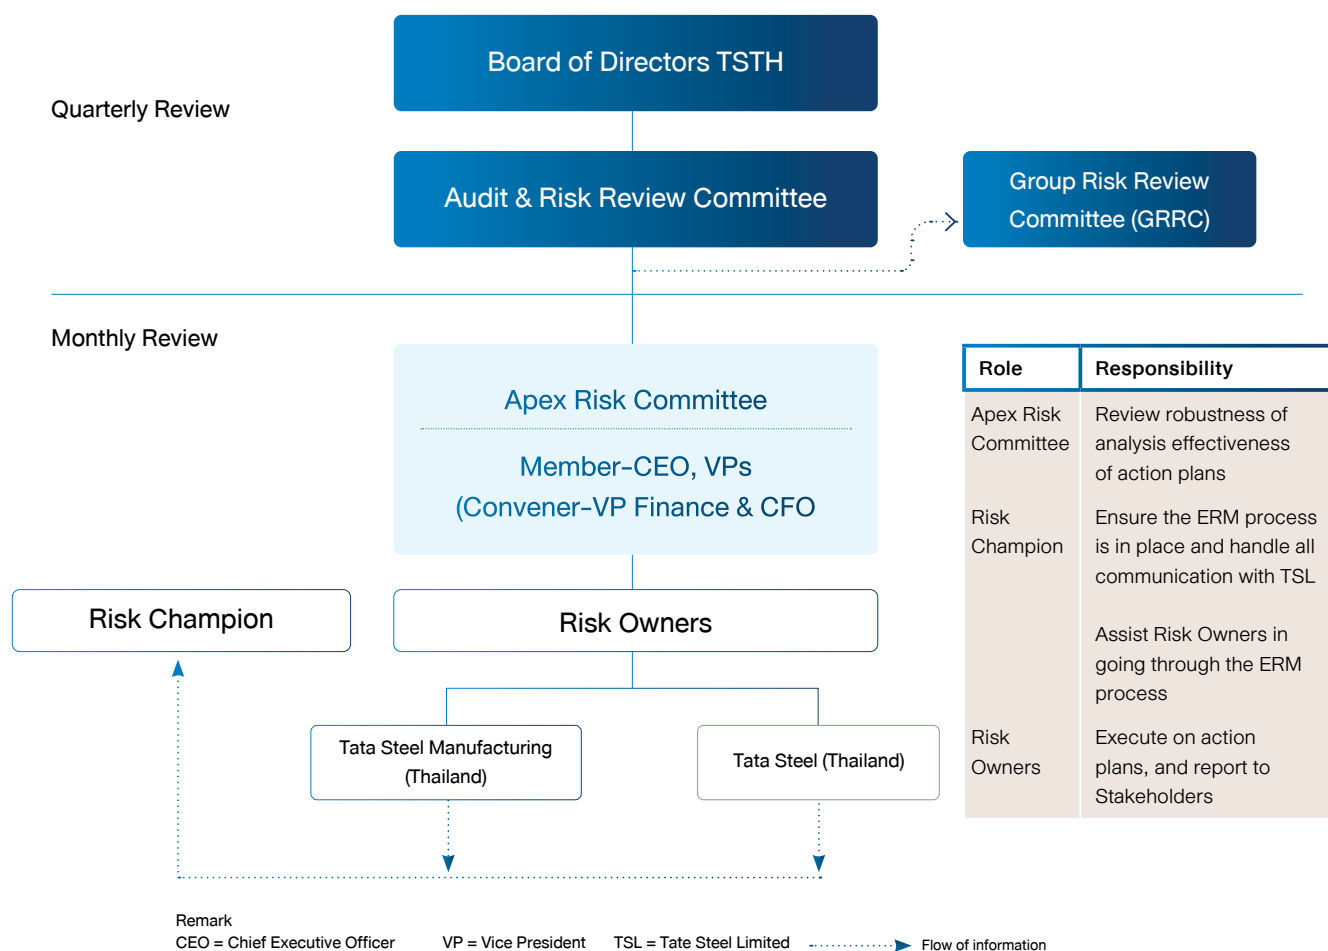 Board of Directors TSTH
Quarterly Review
Audit & Risk Review Committee
Group Risk Review
Committee (GRRC)
Monthly Review
Apex Risk Committee
Member-CEO, VPs
(Convener-VP Finance & CFO
Role Responsibility
Apex Risk Review robustness of
Committee analysis effectiveness
of action plans
Risk Ensure the ERM process
Champion is in place and handle all
communication with TSL
Assist Risk Owners in
going through the ERM
process
Risk Execute on action
Owners plans, and report to
Stakeholders
Risk Champion
Risk Owners
Tata Steel Manufacturing
(Thailand)
Tata Steel (Thailand)
Remark
CEO = Chief Executive Officer VP = Vice President TSL = Tate Steel Limited Flow of information